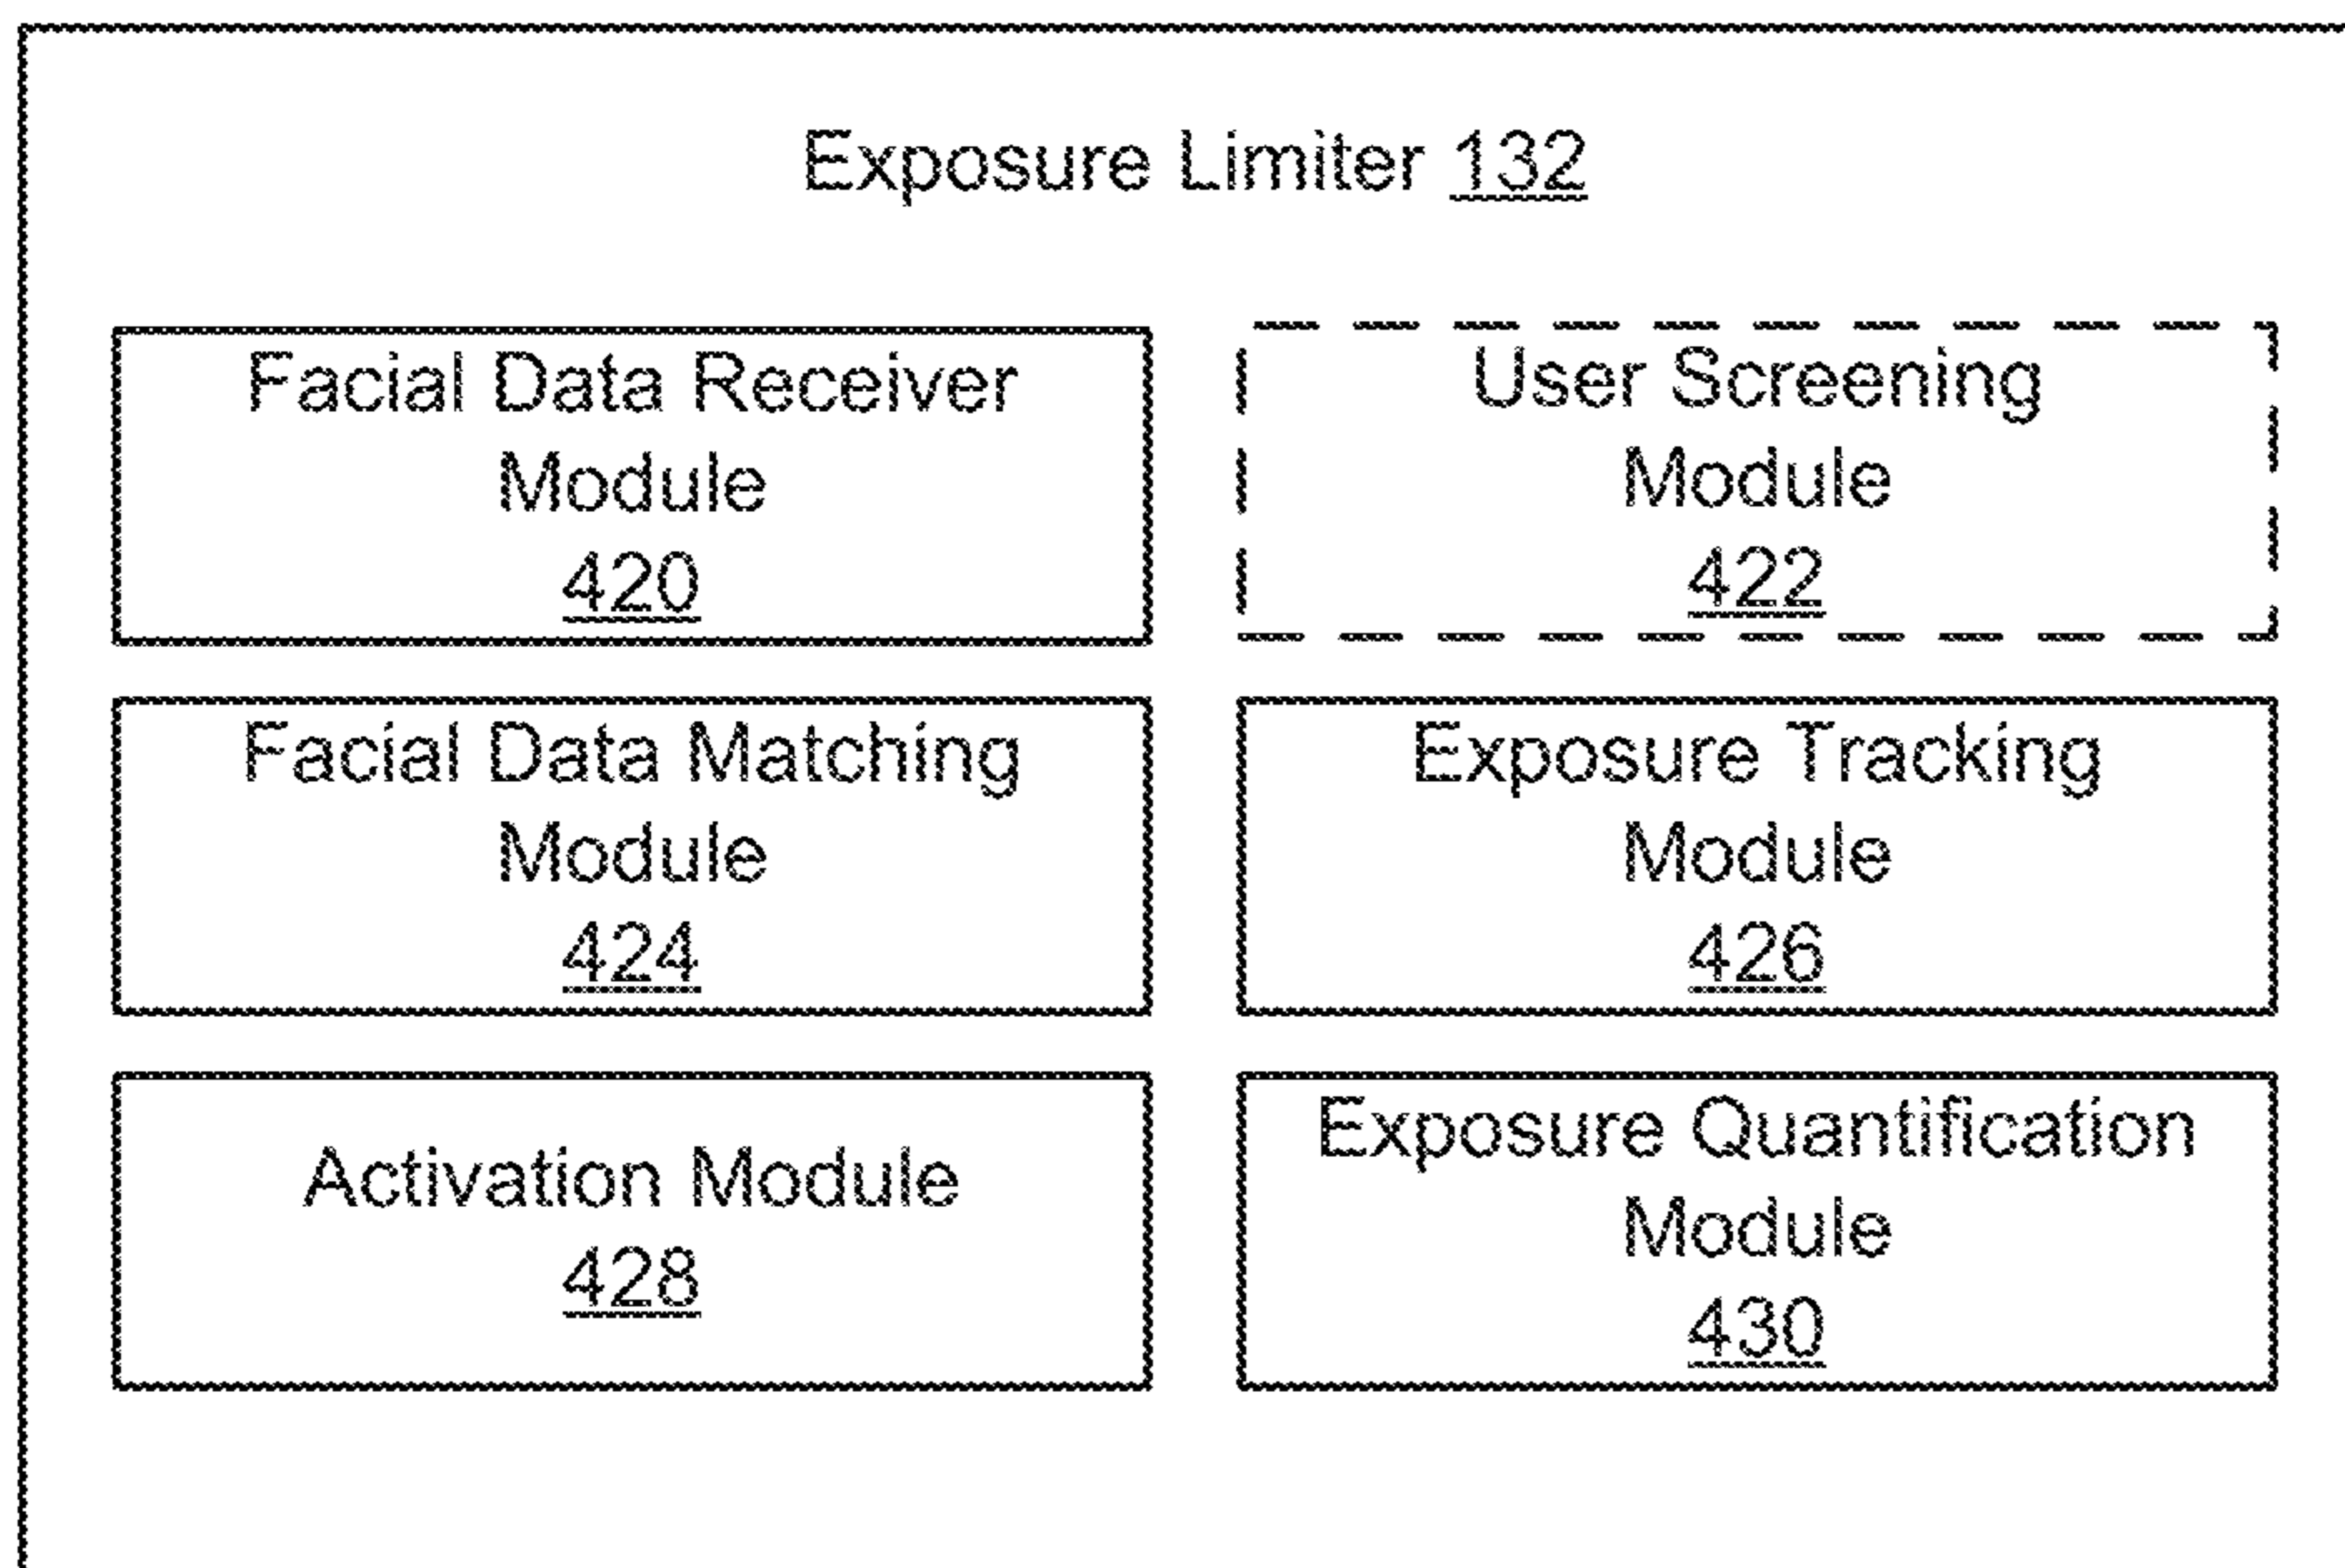 Exposure Limiter 132
Facial Data Receiver
Module
420
User Screening
Module
422
Facial Data Matching
Module
424
Exposure Tracking
Module
426
Activation Module
428
Exposure Quantification
Module
430